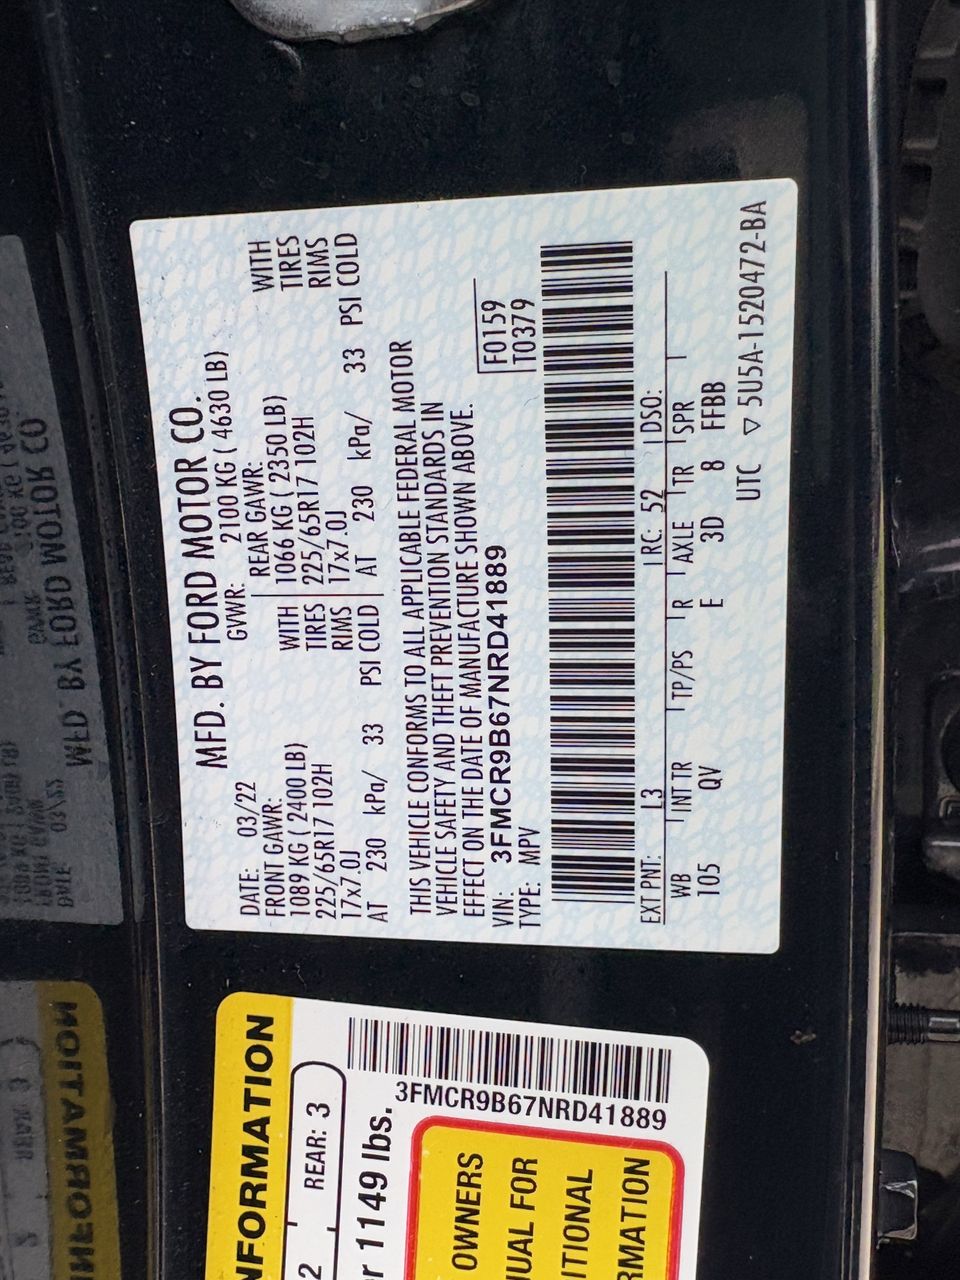 MFD. BY FORD MOTOR CO.
DATE: 03/22 GVWR: 2100 KG ( 4630 LB)
FRONT GAWR: REAR GAWR:
1089 KG ( 2400 LB) WITH 1066 KG ( 2350 LB) WITH
225/65R17 102H TIRES 225/65R17 102H TIRES
17x7.0J RIMS 17x7.0J RIMS
AT 230 kPa/ 33 PSI COLD AT 230 kPa/ 33 PSI COLD
THIS VEHICLE CONFORMS TO ALL APPLICABLE FEDERAL MOTOR
VEHICLE SAFETY AND THEFT PREVENTION STANDARDS IN
EFFECT ON THE DATE OF MANUFACTURE SHOWN ABOVE.
VIN: 3FMCR9B67NRD41889 F0159
TYPE: MPV T0379
EXT PNT: L3 RC: 52 DSO:
WB INT TR TP/PS R AXLE TR SPR
105 QV E 3D 8 FFBB
UTC ▽ 5U5A-1520472-BA
NFORMATION
2 REAR: 3
r 1149 lbs.
3FMCR9B67NRD41889
OWNERS
UAL FOR
ITIONAL
RMATION